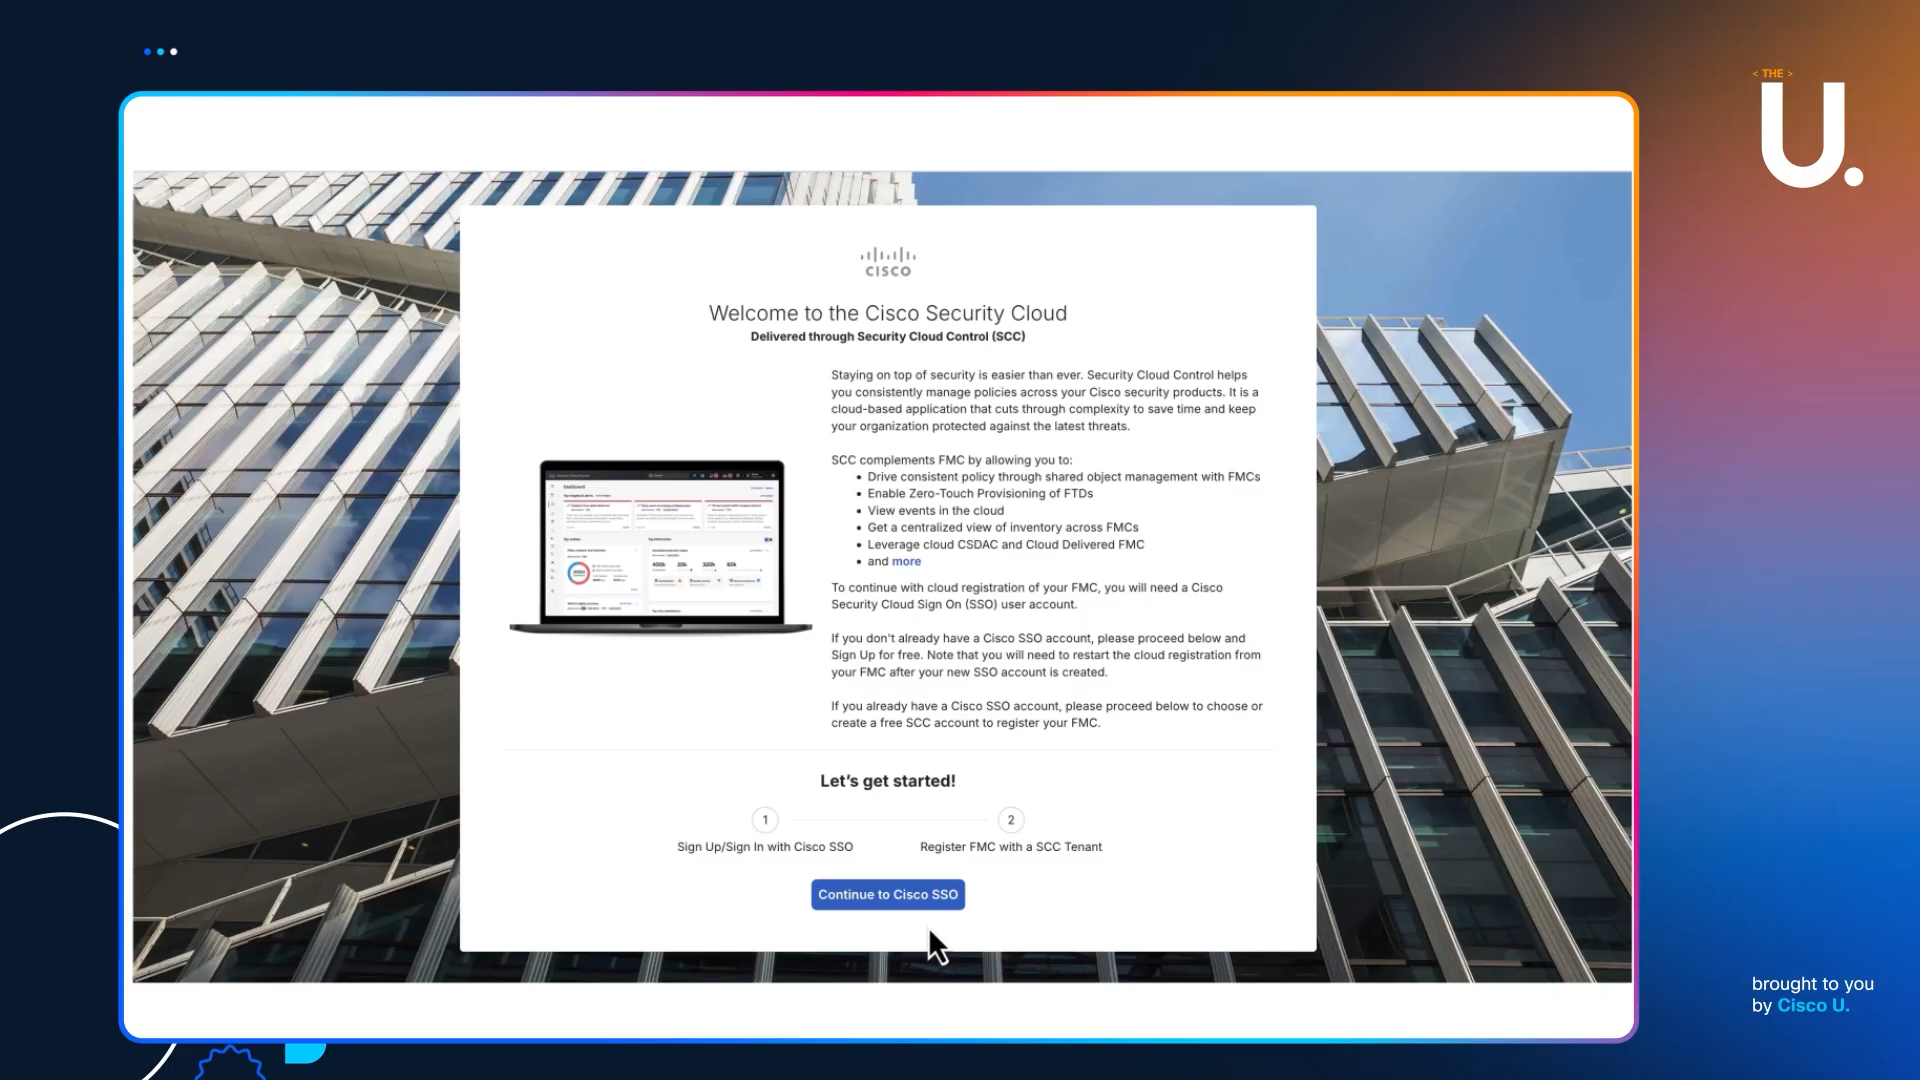 < THE >
U.
CISCO
Welcome to the Cisco Security Cloud
Delivered through Security Cloud Control (SCC)
Staying on top of security is easier than ever. Security Cloud Control helps
you consistently manage policies across your Cisco security products. It is a
cloud-based application that cuts through complexity to save time and keep
your organization protected against the latest threats.
SCC complements FMC by allowing you to:
• Drive consistent policy through shared object management with FMCs
• Enable Zero-Touch Provisioning of FTDs
• View events in the cloud
• Get a centralized view of inventory across FMCs
• Leverage cloud CSDAC and Cloud Delivered FMC
• and more
To continue with cloud registration of your FMC, you will need a Cisco
Security Cloud Sign On (SSO) user account.
If you don't already have a Cisco SSO account, please proceed below and
Sign Up for free. Note that you will need to restart the cloud registration from
your FMC after your new SSO account is created.
If you already have a Cisco SSO account, please proceed below to choose or
create a free SCC account to register your FMC.
Let's get started!
1
2
Sign Up/Sign In with Cisco SSO
Register FMC with a SCC Tenant
Continue to Cisco SSO
brought to you
by Cisco U.